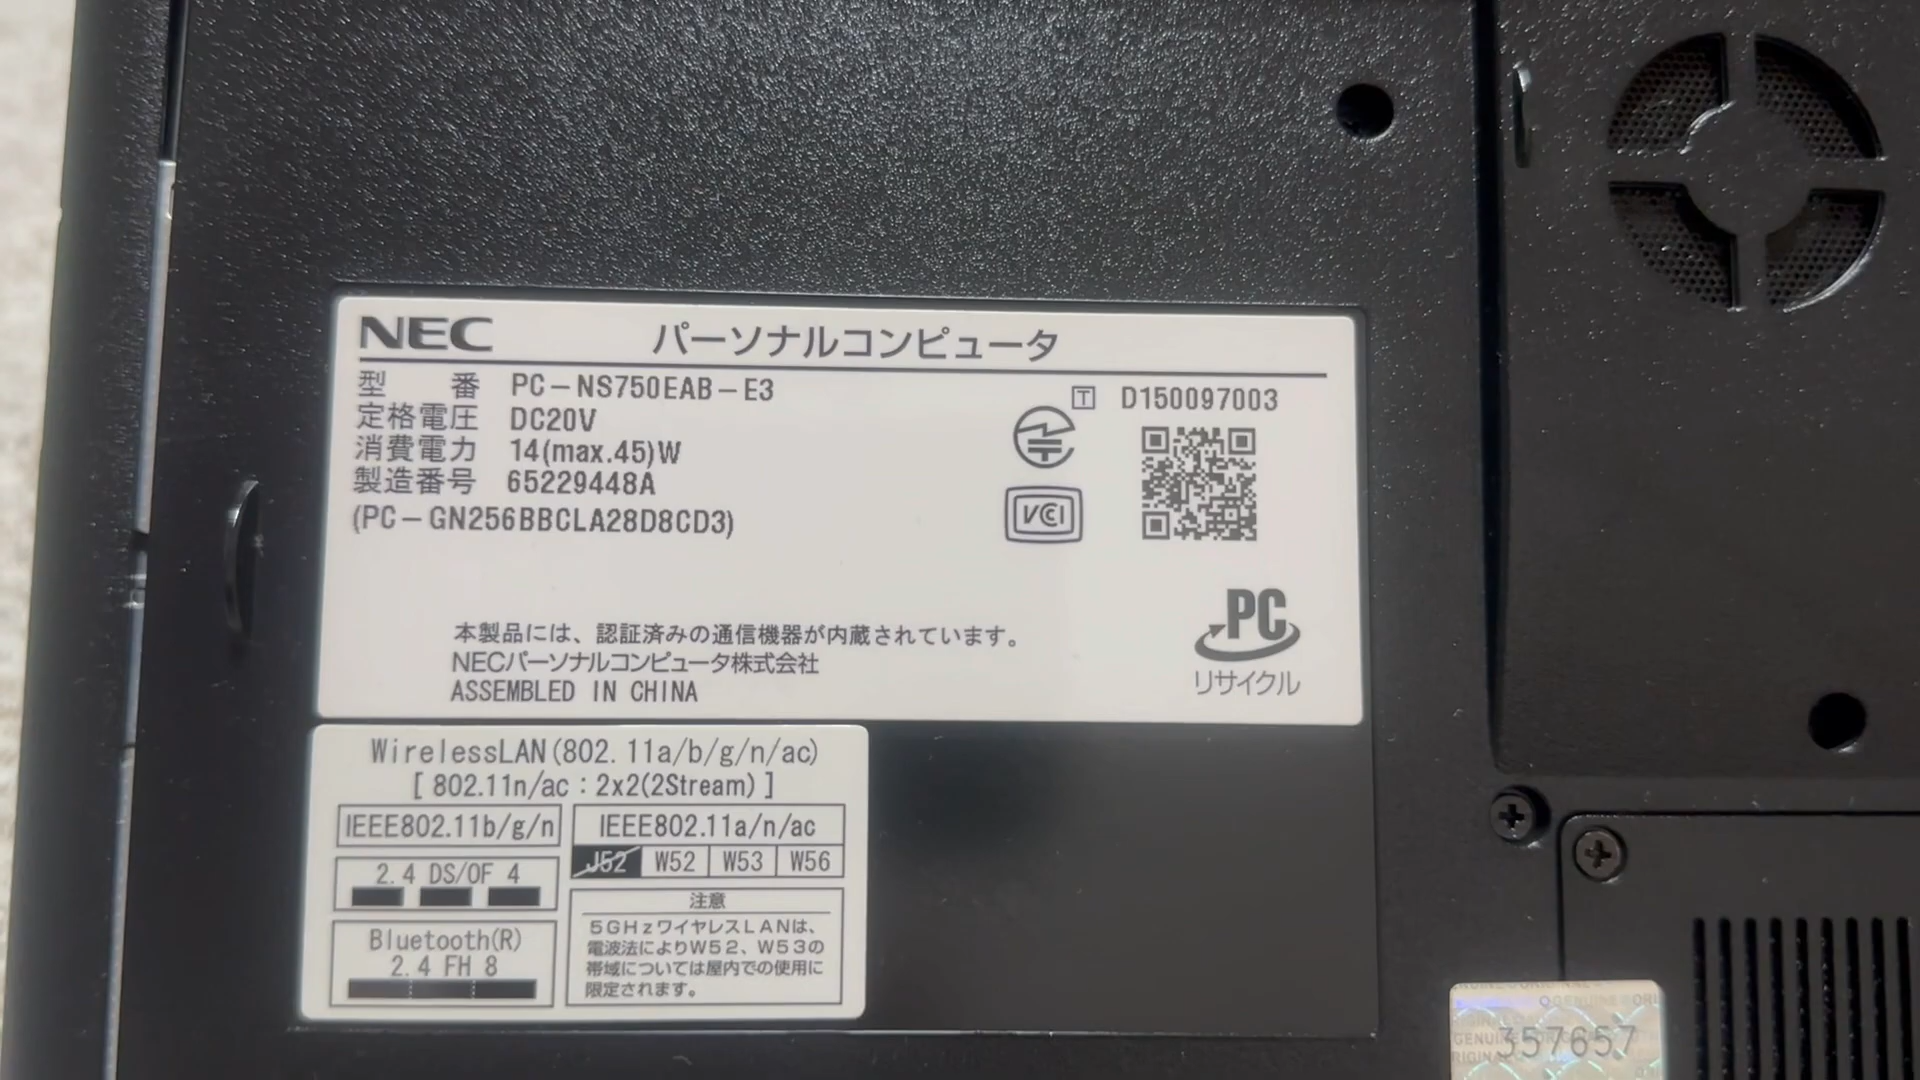 NEC パーソナルコンピュータ
型 番 PC-NS750EAB-E3
定格電圧 DC20V
消費電力 14(max.45)W
製造番号 65229448A
(PC-GN256BBCLA28D8CD3)
T D150097003
VCI
本製品には、認証済みの通信機器が内蔵されています。
NECパーソナルコンピュータ株式会社
ASSEMBLED IN CHINA
PC
リサイクル
WirelessLAN(802.11a/b/g/n/ac)
[ 802.11n/ac : 2x2(2Stream) ]
IEEE802.11b/g/n
2.4 DS/OF 4
Bluetooth(R)
2.4 FH 8
IEEE802.11a/n/ac
J52 W52 W53 W56
注意
5GHzワイヤレスLANは、
電波法によりW52、W53の
帯域については屋内での使用に
限定されます。
GENUINE
357657